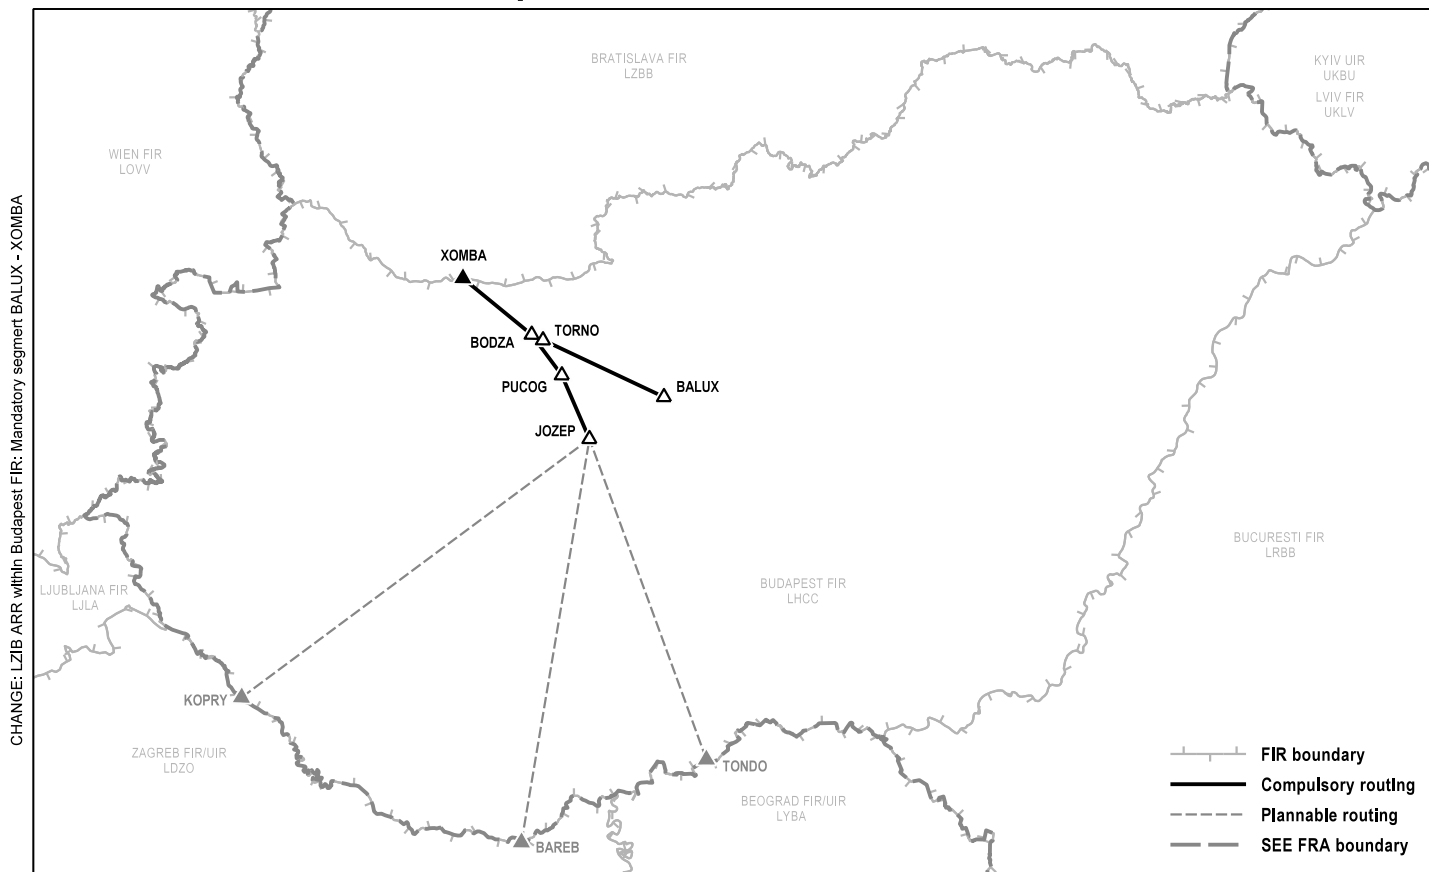 BRATISLAVA FIR
LZBB
KYIV UIR
UKBU
LVIV FIR
UKLV
WIEN FIR
LOVV
CHANGE: LZIB ARR within Budapest FIR: Mandatory segmert BALUX - XOMBA
XOMBA
TORNO
BODZA
PUCOG
BALUX
JOZEP
BUCURESTI FIR
LRBB
LJUBLJANA FIR
LJLA
BUDAPEST FIR
LHCC
KOPRY
ZAGREB FIR/UIR
LDZO
TONDO
BEOGRAD FIR/UIR
LYBA
BAREB
FIR boundary
Compulsory routing
Plannable routing
SEE FRA boundary